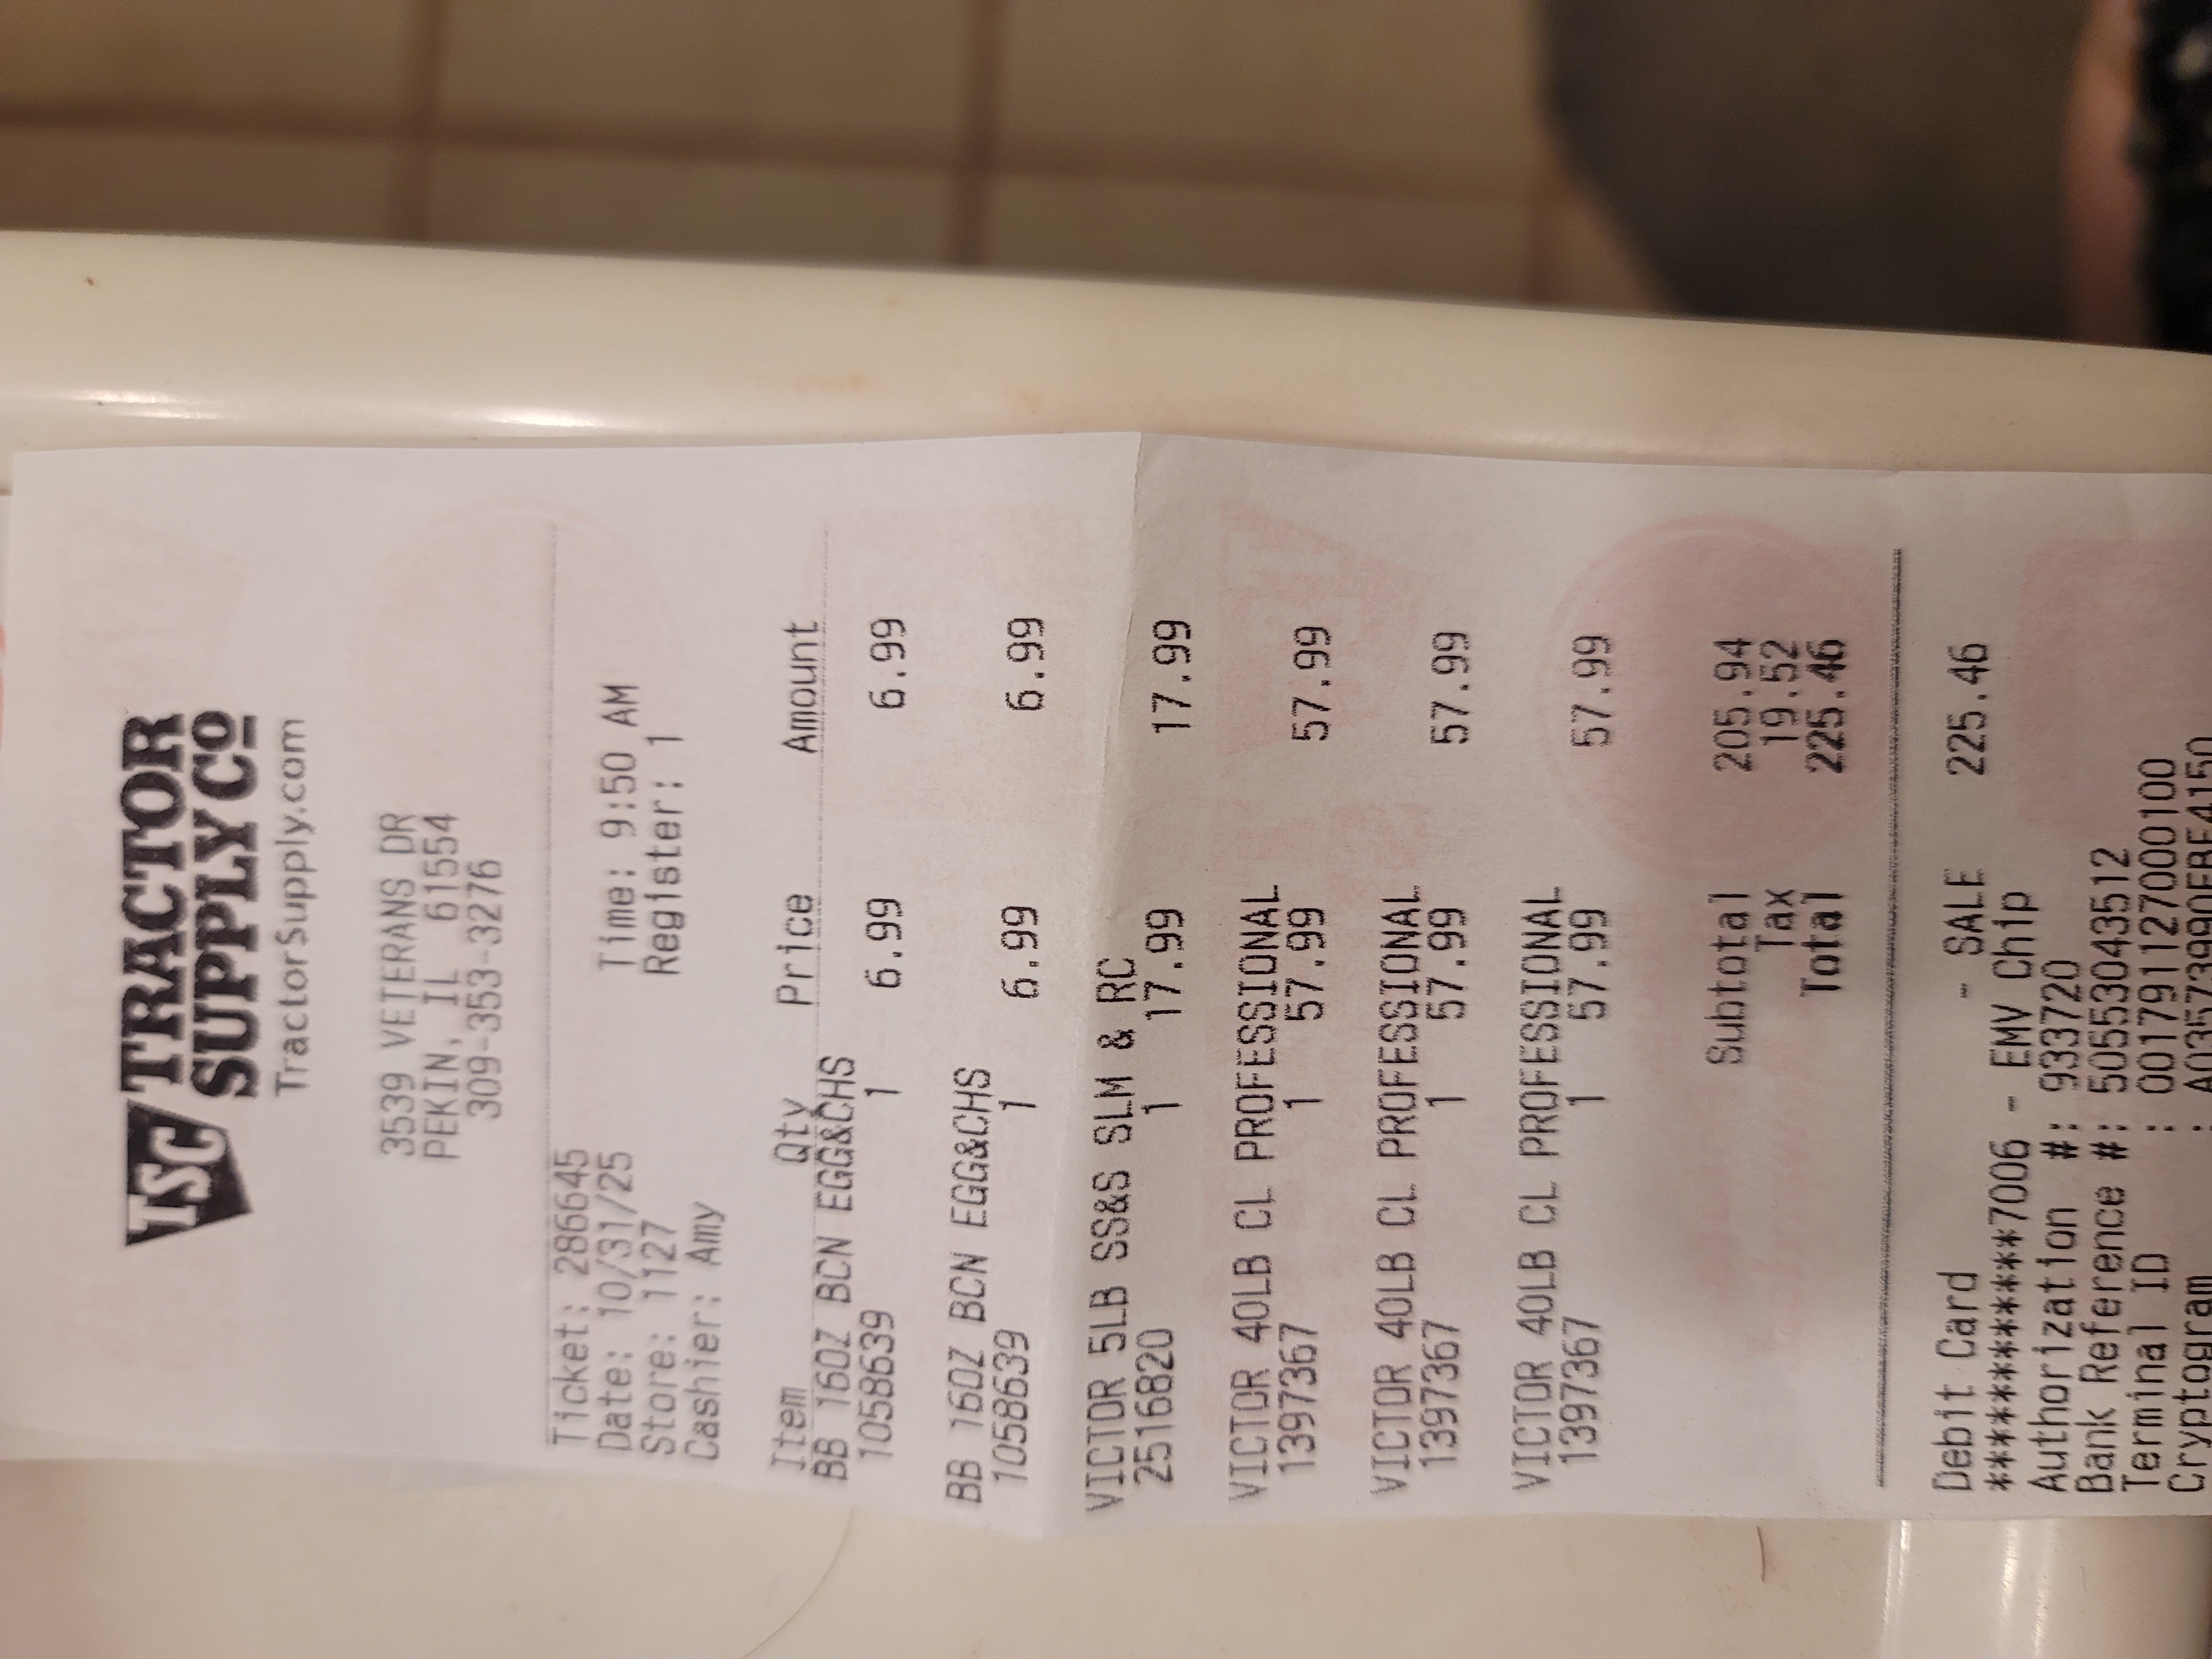 TSC TRACTOR
SUPPLY Cº
TractorSupply.com
3539 VETERANS DR
PEKIN, IL 61554
309-353-3276
Ticket: 286645
Date: 10/31/25 Time: 9:50 AM
Store: 1127 Register: 1
Cashier: Amy
Item Qty Price Amount
BB 16OZ BCN EGG&CHS
1058639 1 6.99 6.99
BB 16OZ BCN EGG&CHS
1058639 1 6.99 6.99
VICTOR 5LB SS&S SLM & RC
2516820 1 17.99 17.99
VICTOR 40LB CL PROFESSIONAL
1397367 1 57.99 57.99
VICTOR 40LB CL PROFESSIONAL
1397367 1 57.99 57.99
VICTOR 40LB CL PROFESSIONAL
1397367 1 57.99 57.99
Subtotal 205.94
Tax 19.52
Total 225.46
Debit Card - SALE 225.46
************7006 - EMV Chip
Authorization #: 933720
Bank Reference #: 50553043512
Terminal ID : 001791127000100
Cryptogram :